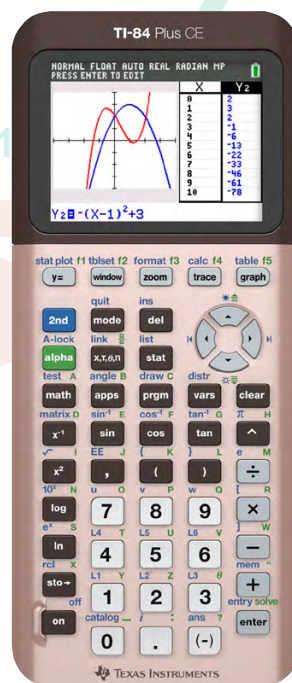 TI-84 Plus CE
NORMAL FLOAT AUTO REAL RADIAN MP
PRESS ENTER TO EDIT
X Y2
0 2
1 3
2 2
3 -1
4 -6
5 -13
6 -22
7 -33
8 -46
9 -61
10 -78
Y2=-(X-1)²+3
stat plot f1 tblset f2 format f3 calc f4 table f5
y= window zoom trace graph
quit ins
2nd mode del
A-lock link list
alpha X,T,θ,n stat
test A angle B draw C distr
math apps prgm vars clear
matrix D sin⁻¹ E cos⁻¹ F tan⁻¹ G π H
x⁻¹ sin cos tan ^
√ I EE J { K } L e M
x² , ( ) ÷
10ˣ N u O v P w Q [ R
log 7 8 9 ×
eˣ S L4 T L5 U L6 V ] W
ln 4 5 6 −
rcl X L1 Y L2 Z L3 θ mem "
sto→ 1 2 3 +
off catalog i : ans ? entry solve
on 0 . (-) enter
TEXAS INSTRUMENTS